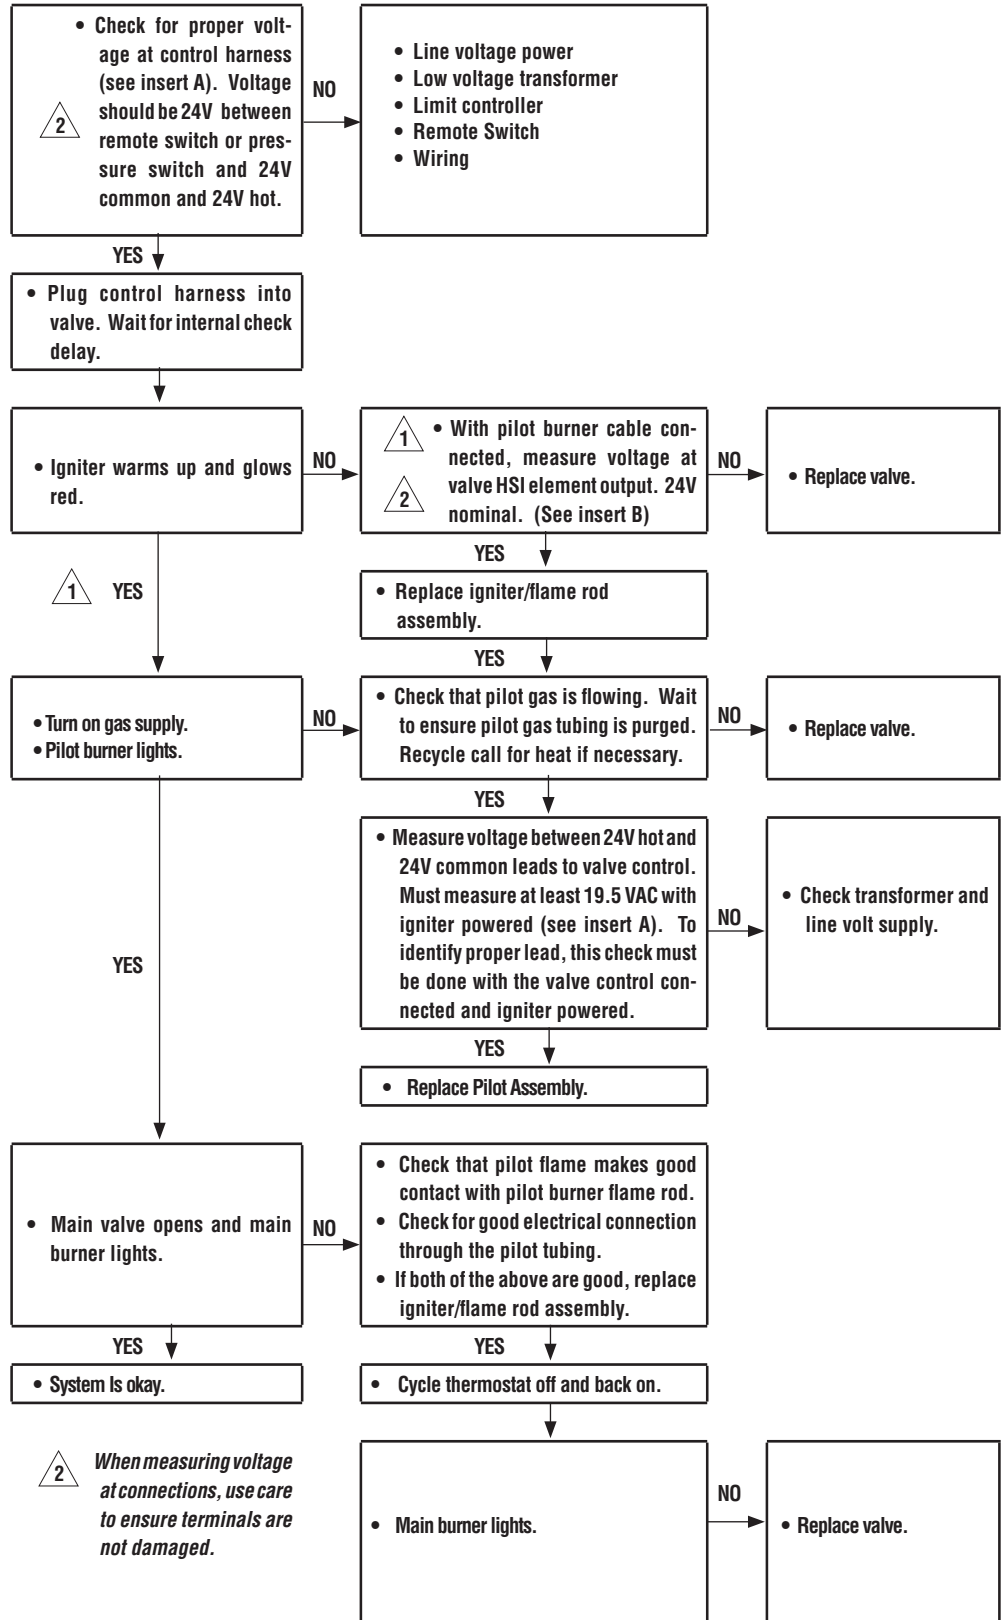 • Check for proper volt-
age at control harness
(see insert A). Voltage
should be 24V between
remote switch or pres-
sure switch and 24V
common and 24V hot.
2
NO
• Line voltage power
• Low voltage transformer
• Limit controller
• Remote Switch
• Wiring
YES
• Plug control harness into
valve. Wait for internal check
delay.
• Igniter warms up and glows
red.
NO
1
2
• With pilot burner cable con-
nected, measure voltage at
valve HSI element output. 24V
nominal. (See insert B)
NO
• Replace valve.
YES
• Replace igniter/flame rod
assembly.
1
YES
YES
• Turn on gas supply.
• Pilot burner lights.
NO
• Check that pilot gas is flowing. Wait
to ensure pilot gas tubing is purged.
Recycle call for heat if necessary.
NO
• Replace valve.
YES
• Measure voltage between 24V hot and
24V common leads to valve control.
Must measure at least 19.5 VAC with
igniter powered (see insert A). To
identify proper lead, this check must
be done with the valve control con-
nected and igniter powered.
NO
• Check transformer and
line volt supply.
YES
YES
• Replace Pilot Assembly.
• Main valve opens and main
burner lights.
NO
• Check that pilot flame makes good
contact with pilot burner flame rod.
• Check for good electrical connection
through the pilot tubing.
• If both of the above are good, replace
igniter/flame rod assembly.
YES
YES
• System Is okay.
• Cycle thermostat off and back on.
2
When measuring voltage
at connections, use care
to ensure terminals are
not damaged.
• Main burner lights.
NO
• Replace valve.